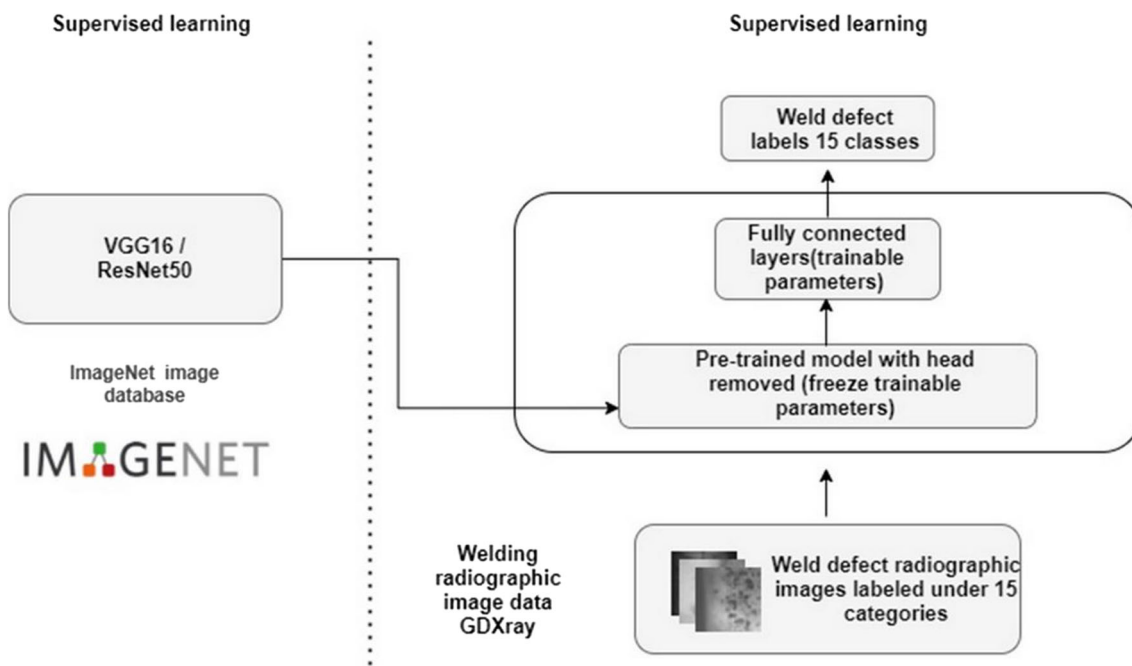 Supervised learning
Supervised learning
Weld defect
labels 15 classes
VGG16 /
ResNet50
Fully connected
layers(trainable
parameters)
Pre-trained model with head
removed (freeze trainable
parameters)
ImageNet image
database
IMAGENET
Welding
radiographic
image data
GDXray
Weld defect radiographic
images labeled under 15
categories